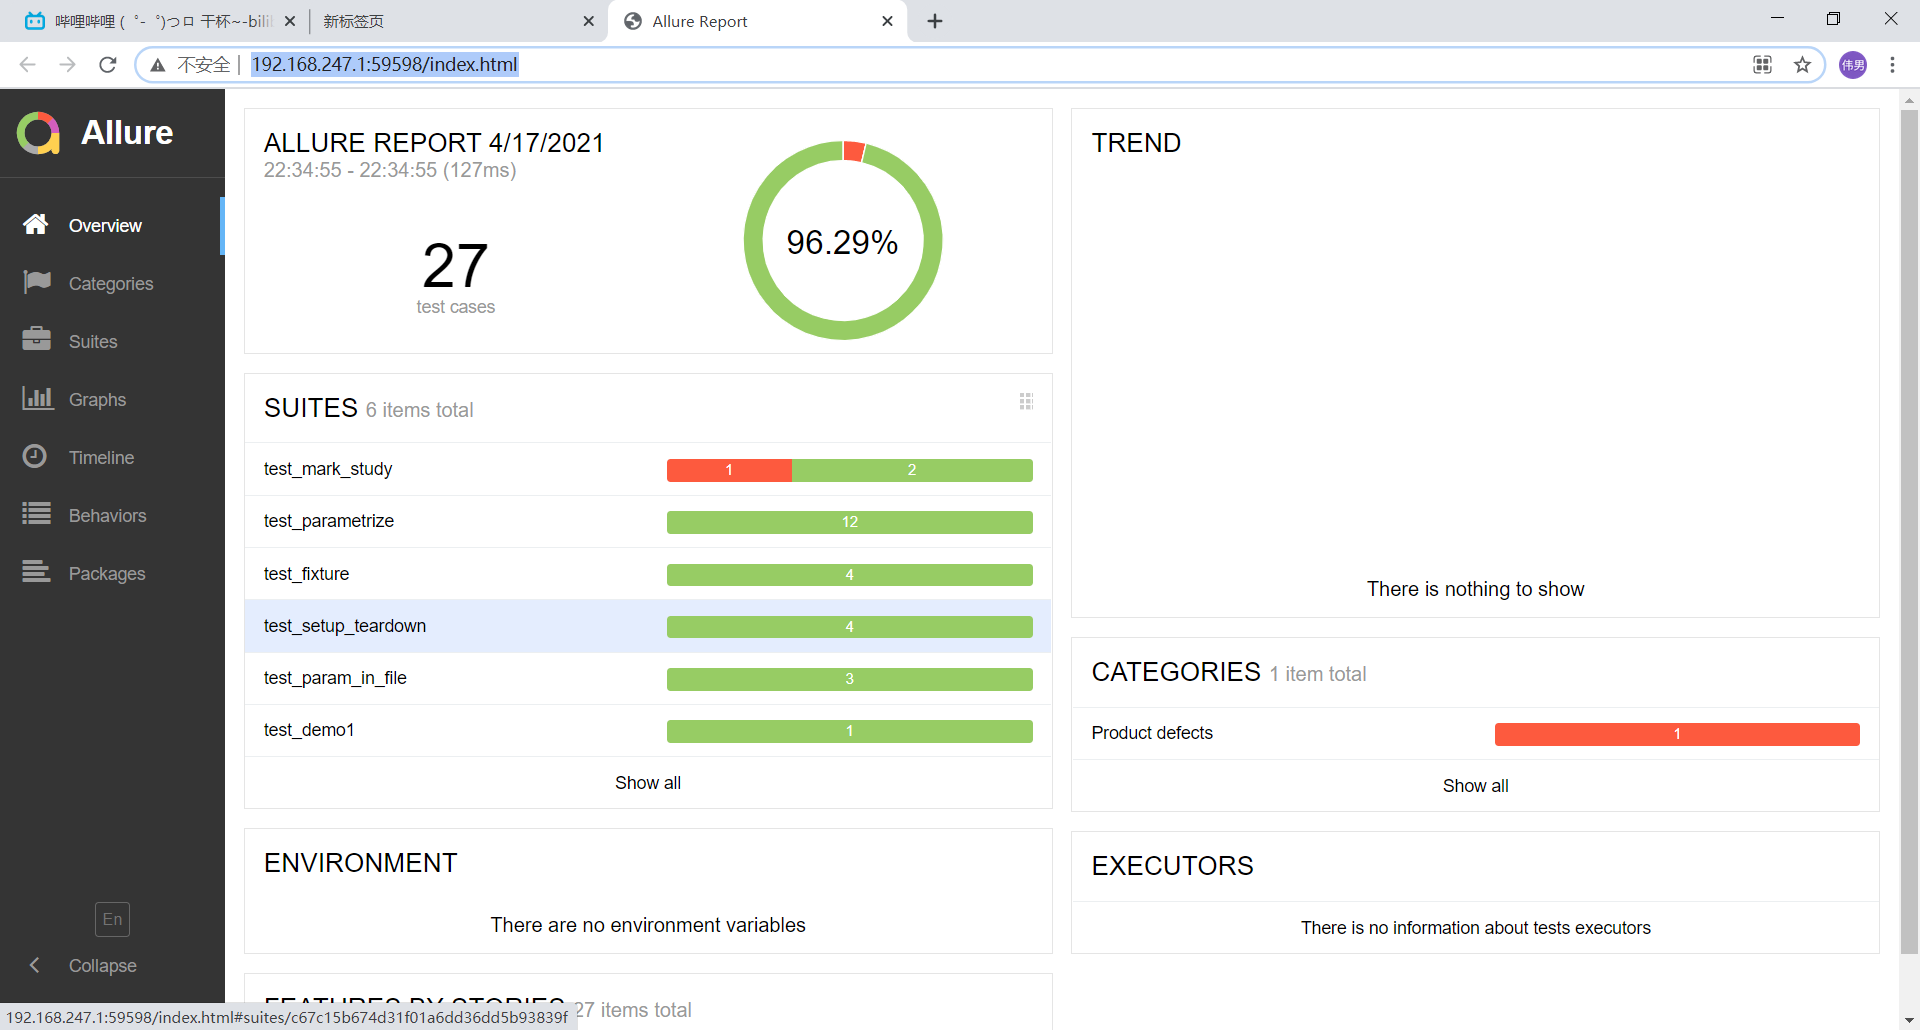 哔哩哔哩 ( ゜- ゜)つロ 干杯~-bili
新标签页
Allure Report
不安全
192.168.247.1:59598/index.html
伟男
Allure
Overview
Categories
Suites
Graphs
Timeline
Behaviors
Packages
En
Collapse
ALLURE REPORT 4/17/2021
22:34:55 - 22:34:55 (127ms)
27
test cases
96.29%
SUITES 6 items total
test_mark_study 1 2
test_parametrize 12
test_fixture 4
test_setup_teardown 4
test_param_in_file 3
test_demo1 1
Show all
ENVIRONMENT
There are no environment variables
FEATURES BY STORIES 27 items total
TREND
There is nothing to show
CATEGORIES 1 item total
Product defects 1
Show all
EXECUTORS
There is no information about tests executors
192.168.247.1:59598/index.html#suites/c67c15b674d31f01a6dd36dd5b93839f